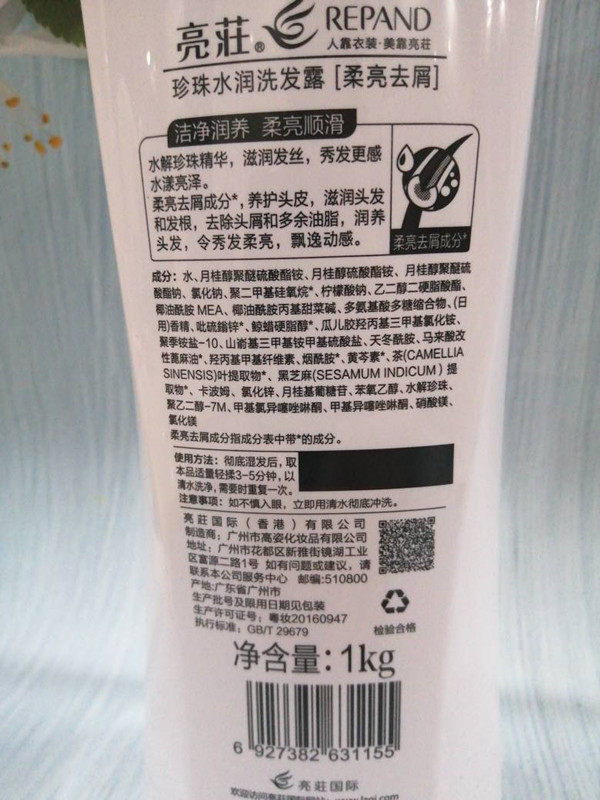 亮莊® REPAND
人靠衣装·美靠亮莊
珍珠水润洗发露 [柔亮去屑]
洁净润养 柔亮顺滑
水解珍珠精华，滋润发丝，秀发更感
水漾亮泽。
柔亮去屑成分*，养护头皮，滋润头发
和发根，去除头屑和多余油脂，润养
头发，令秀发柔亮，飘逸动感。
柔亮去屑成分*
成分：水、月桂醇聚醚硫酸酯铵、月桂醇硫酸酯铵、月桂醇聚醚硫
酸酯钠、氯化钠、聚二甲基硅氧烷*、柠檬酸钠、乙二醇二硬脂酸酯、
椰油酰胺 MEA、椰油酰胺丙基甜菜碱、多氨基酸多糖缩合物、(日
用)香精、吡硫鎓锌*、鲸蜡硬脂醇*、瓜儿胶羟丙基三甲基氯化铵、
聚季铵盐-10、山嵛基三甲基铵甲基硫酸盐、天冬酰胺、马来酸改
性蓖麻油*、羟丙基甲基纤维素、烟酰胺*、黄芩素*、茶(CAMELLIA
SINENSIS)叶提取物*、黑芝麻(SESAMUM INDICUM）提
取物*、卡波姆、氯化锌、月桂基葡糖苷、苯氧乙醇、水解珍珠、
聚乙二醇-7M、甲基氯异噻唑啉酮、甲基异噻唑啉酮、硝酸镁、
氯化镁
柔亮去屑成分指成分表中带*的成分。
使用方法：彻底湿发后，取
本品适量轻揉3-5分钟，以
清水洗净，需要时重复一次。
注意事项：如不慎入眼，立即用清水彻底冲洗。
亮莊国际（香港）有限公司
制造商：广州市高姿化妆品有限公司
地址：广州市花都区新雅街镜湖工业
区富源二路1号 如有问题或建议，请
联系本公司服务中心 邮编:510800
产地:广东省广州市
生产批号及限用日期见包装
生产许可证号：粤妆20160947
执行标准：GB/T 29679
检验合格
净含量：1kg
6 927382 631155
亮莊国际
欢迎访问亮莊国际网站